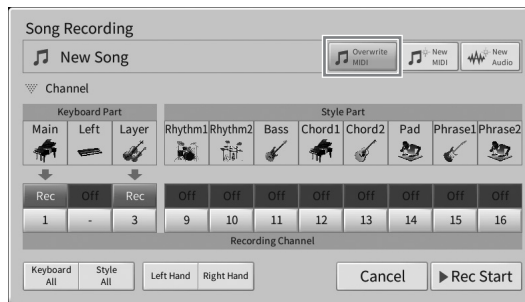 Song Recording
New Song
Overwrite MIDI
New MIDI
New Audio
Channel
Keyboard Part
Style Part
Main Left Layer Rhythm1 Rhythm2 Bass Chord1 Chord2 Pad Phrase1 Phrase2
Rec Off Rec Off Off Off Off Off Off Off Off
1 - 3 9 10 11 12 13 14 15 16
Recording Channel
Keyboard All
Style All
Left Hand
Right Hand
Cancel
Rec Start